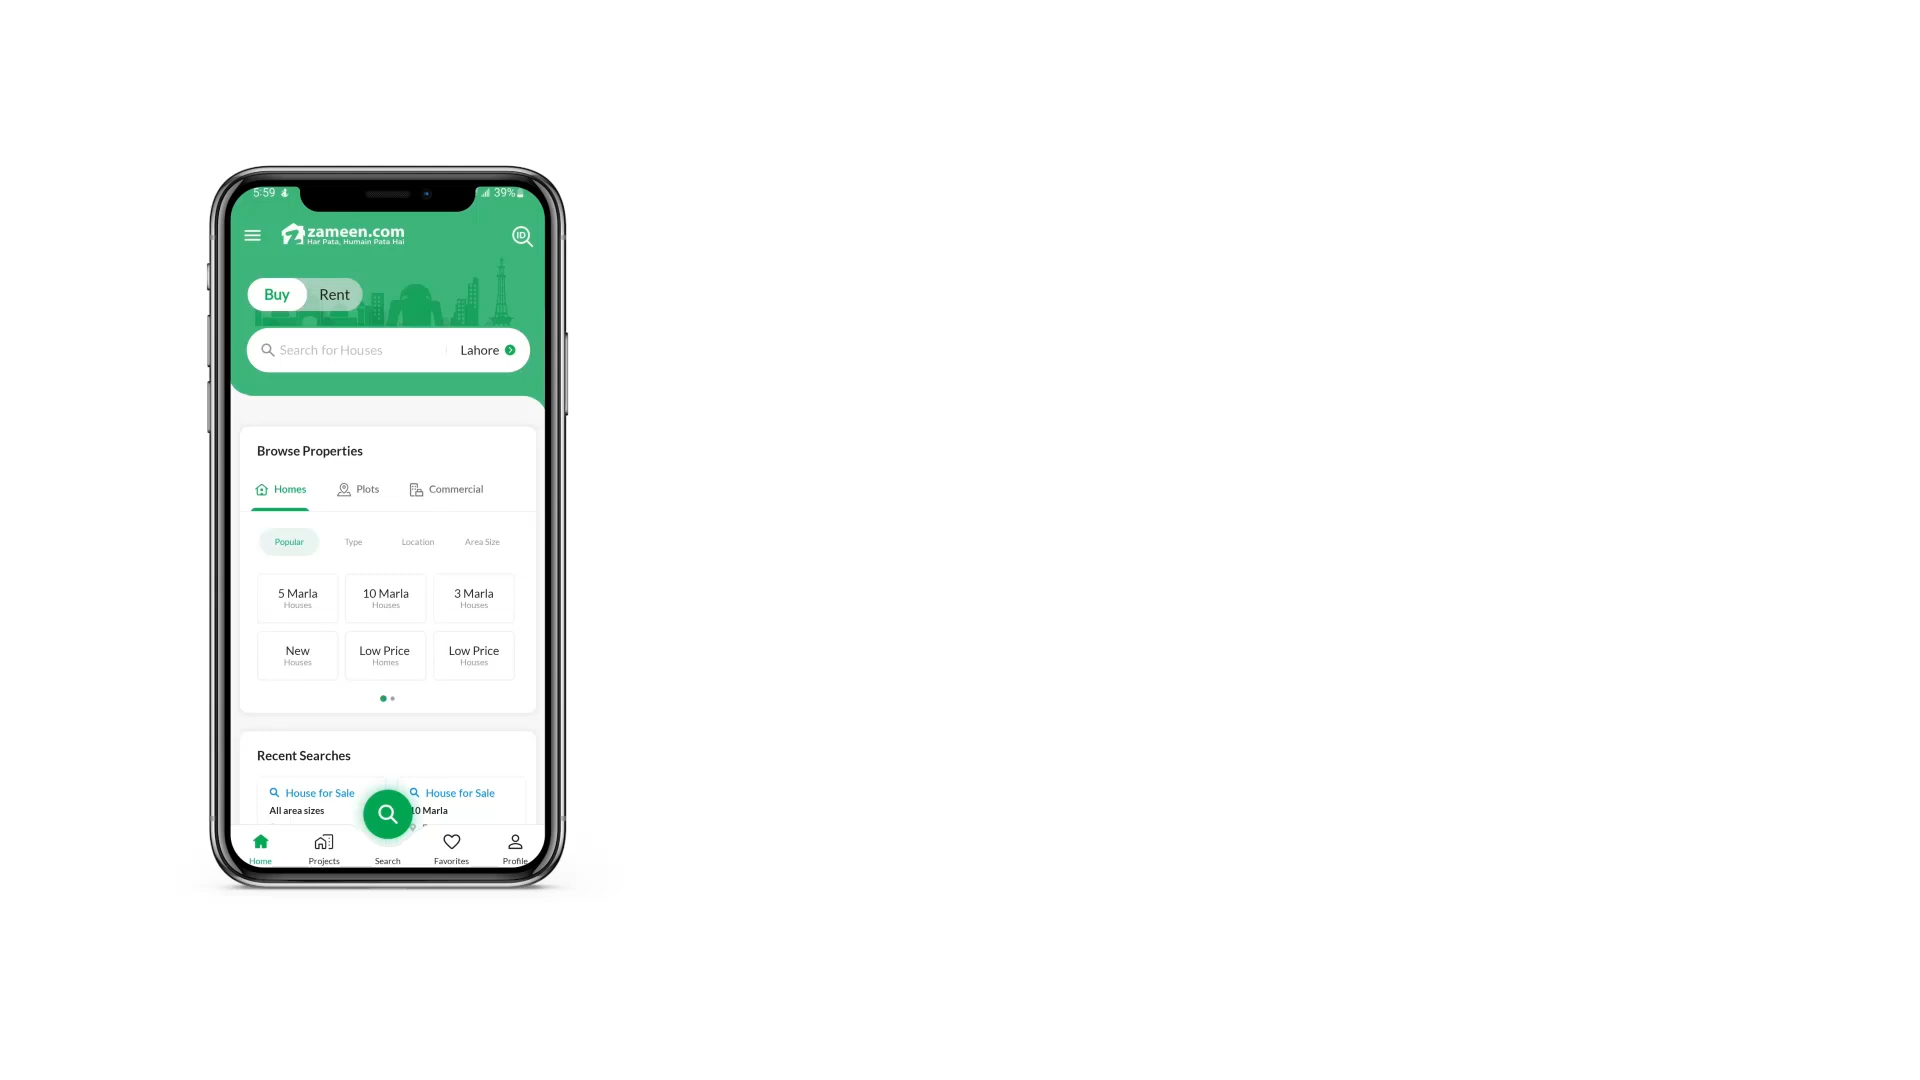 5:59
39%
zameen.com
Har Pata, Humain Pata Hai
ID
Buy Rent
Search for Houses Lahore
Browse Properties
Homes Plots Commercial
Popular Type Location Area Size
5 Marla 10 Marla 3 Marla
Houses Houses Houses
New Low Price Low Price
Houses Homes Houses
Recent Searches
House for Sale House for Sale
All area sizes 10 Marla
Home Projects Search Favorites Profile